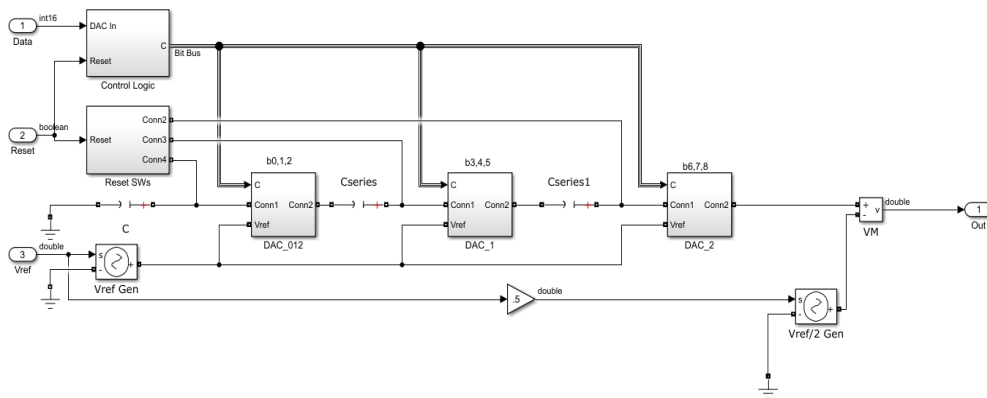 int16
1
Data
DAC In
Reset
C
Control Logic
Bit Bus
boolean
2
Reset
Reset
Conn2
Conn3
Conn4
Reset SWs
b0,1,2
b3,4,5
b6,7,8
C
Conn1
Vref
Conn2
DAC_012
Cseries
C
Conn1
Vref
Conn2
DAC_1
Cseries1
C
Conn1
Vref
Conn2
DAC_2
C
double
3
Vref
s
-
+
Vref Gen
.5
double
s
-
+
Vref/2 Gen
+
-
v
VM
double
1
Out